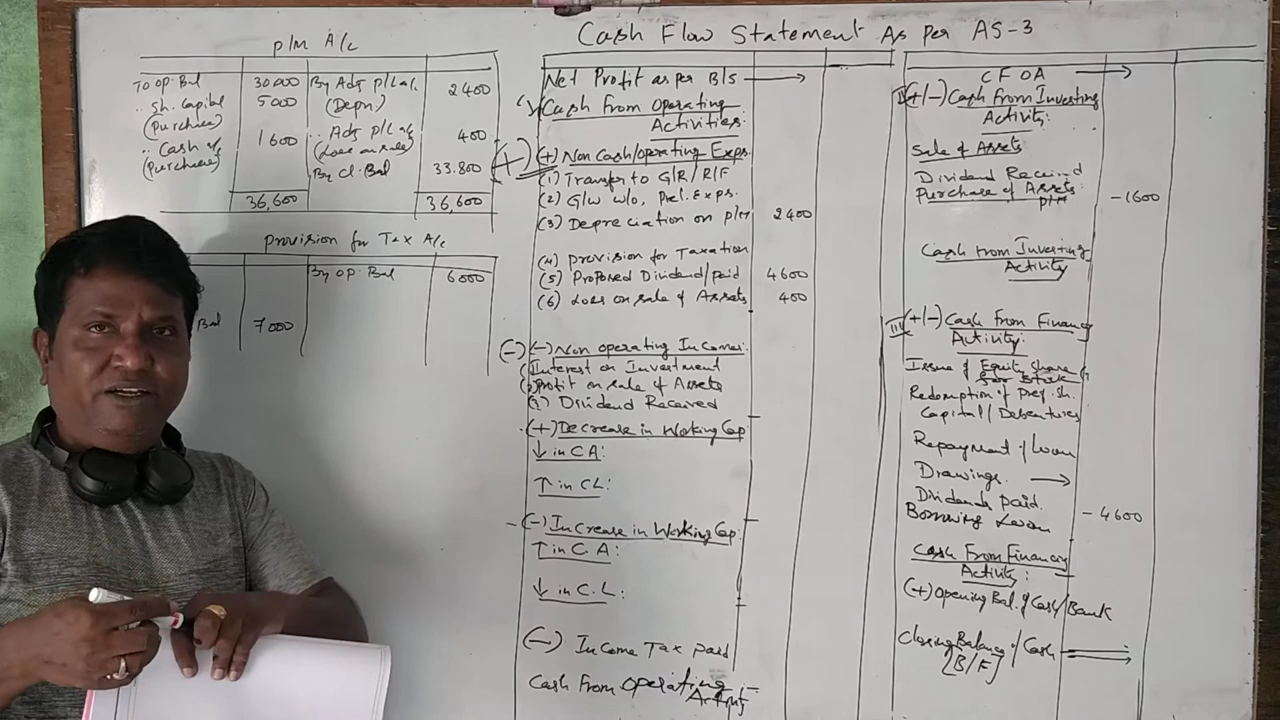 Cash Flow Statement As per AS-3
P/M A/c
To op. Bal 30000 By Adj P/L A/c 2400
.. Sh. Capital 5000 (Depn.)
(Purchase)
.. Cash 1600 .. Adj P/L A/c 400
(Purchase) (Loss on sale)
By Cl. Bal 33.800
36,600 36,600
Provision for Tax A/c
By op. Bal 6000
Bal 7000
Net Profit as per B/S
Cash from Operating
Activities:
(+) (+) Non Cash/operating Exps.
(1) Transfer to G/R / R/F
(2) G/w w/o, Prel. Exps.
(3) Depreciation on P/M 2400
(4) Provision for Taxation
(5) Proposed Dividend/paid 4600
(6) Loss on sale of Assets 400
(-) (-) Non operating Incomes:
(1) Interest on Investment
(2) Profit on sale of Assets
(3) Dividend Received
(+) Decrease in Working Cap
↓ in CA:
↑ in CL:
(-) Increase in Working Cap:
↑ in C A:
↓ in C.L:
(-) Income Tax paid
Cash from Operating
Activity
C F O A
II (+/-) Cash from Investing
Activity:
Sale of Assets
Dividend Received
Purchase of Assets:
P/M -1600
Cash from Investing
Activity
III (+/-) Cash from Financing
Activity:
Issue of Equity Share
Redemption of Pref. Sh.
Capital / Debentures
Repayment of Loan
Drawings
Dividends paid -4600
Borrowing Loan
Cash From Financing
Activity:
(+) Opening Bal. of Cash/Bank
Closing Balance of Cash
[B/F]